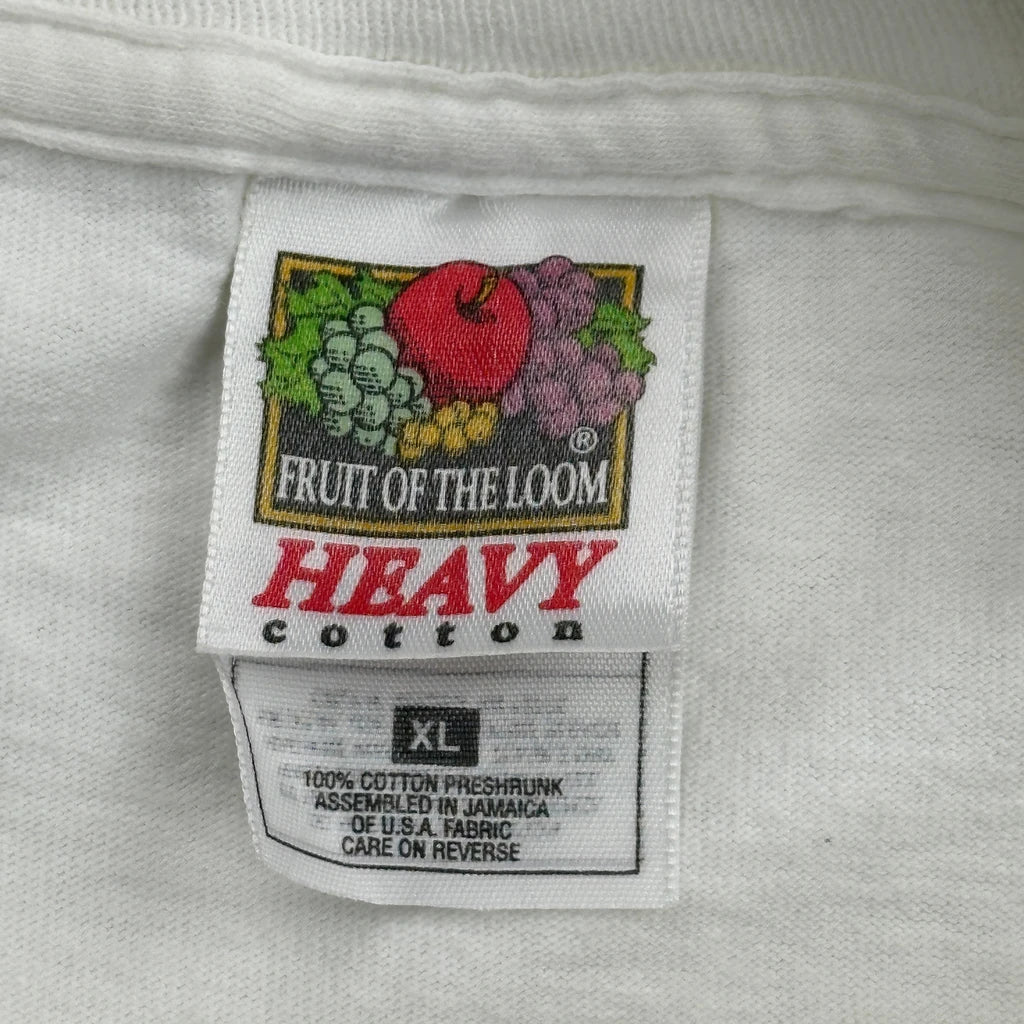 ®
FRUIT OF THE LOOM
HEAVY
cotton
XL
100% COTTON PRESHRUNK
ASSEMBLED IN JAMAICA
OF U.S.A. FABRIC
CARE ON REVERSE